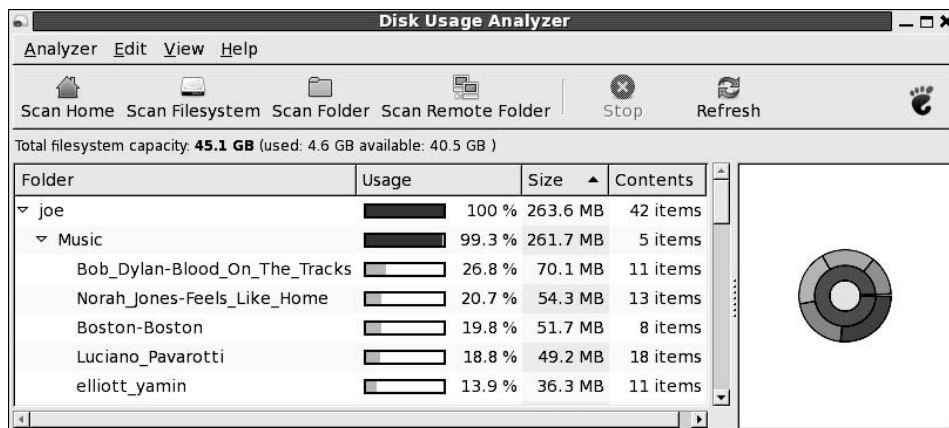 Disk Usage Analyzer
Analyzer Edit View Help
Scan Home Scan Filesystem Scan Folder Scan Remote Folder Stop Refresh
Total filesystem capacity: 45.1 GB (used: 4.6 GB available: 40.5 GB )
Folder Usage Size Contents
joe 100 % 263.6 MB 42 items
Music 99.3 % 261.7 MB 5 items
Bob_Dylan-Blood_On_The_Tracks 26.8 % 70.1 MB 11 items
Norah_Jones-Feels_Like_Home 20.7 % 54.3 MB 13 items
Boston-Boston 19.8 % 51.7 MB 8 items
Luciano_Pavarotti 18.8 % 49.2 MB 18 items
elliott_yamin 13.9 % 36.3 MB 11 items